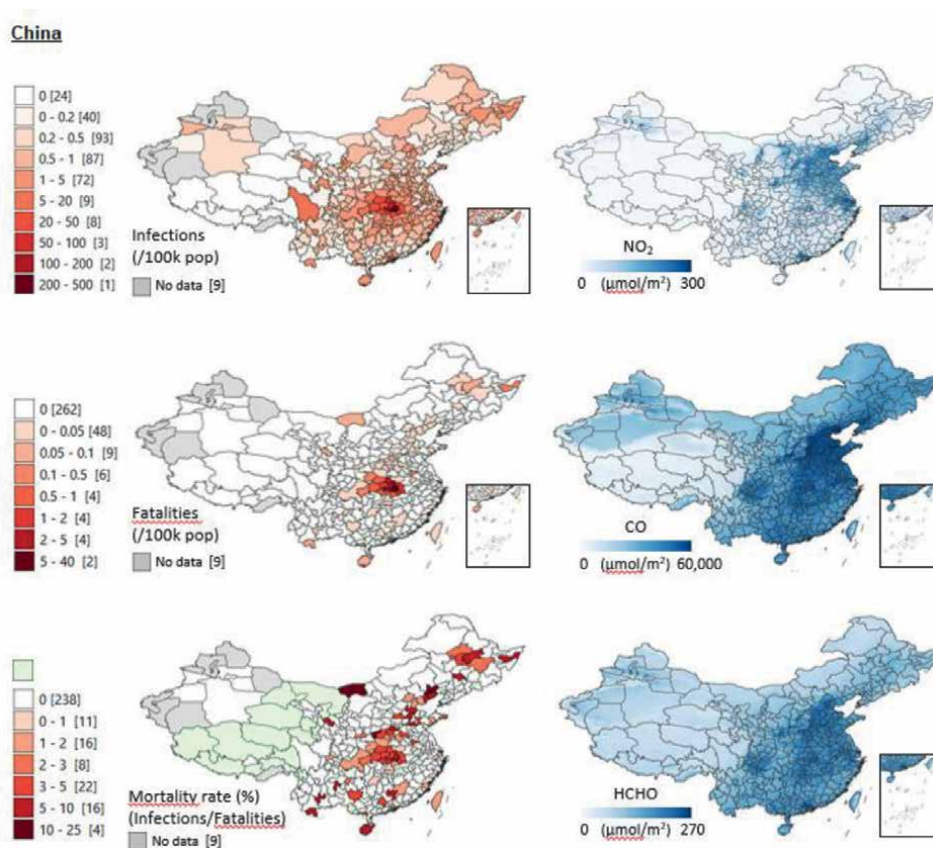 China
0 [24]
0 - 0.2 [40]
0.2 - 0.5 [93]
0.5 - 1 [87]
1 - 5 [72]
5 - 20 [9]
20 - 50 [8]
50 - 100 [3]
100 - 200 [2]
200 - 500 [1]
Infections
(/100k pop)
No data [9]
NO₂
0 (µmol/m²) 300
0 [262]
0 - 0.05 [48]
0.05 - 0.1 [9]
0.1 - 0.5 [6]
0.5 - 1 [4]
1 - 2 [4]
2 - 5 [4]
5 - 40 [2]
Fatalities
(/100k pop)
No data [9]
CO
0 (µmol/m²) 60,000
0 [238]
0 - 1 [11]
1 - 2 [16]
2 - 3 [8]
3 - 5 [22]
5 - 10 [16]
10 - 25 [4]
Mortality rate (%)
(Infections/Fatalities)
No data [9]
HCHO
0 (µmol/m²) 270